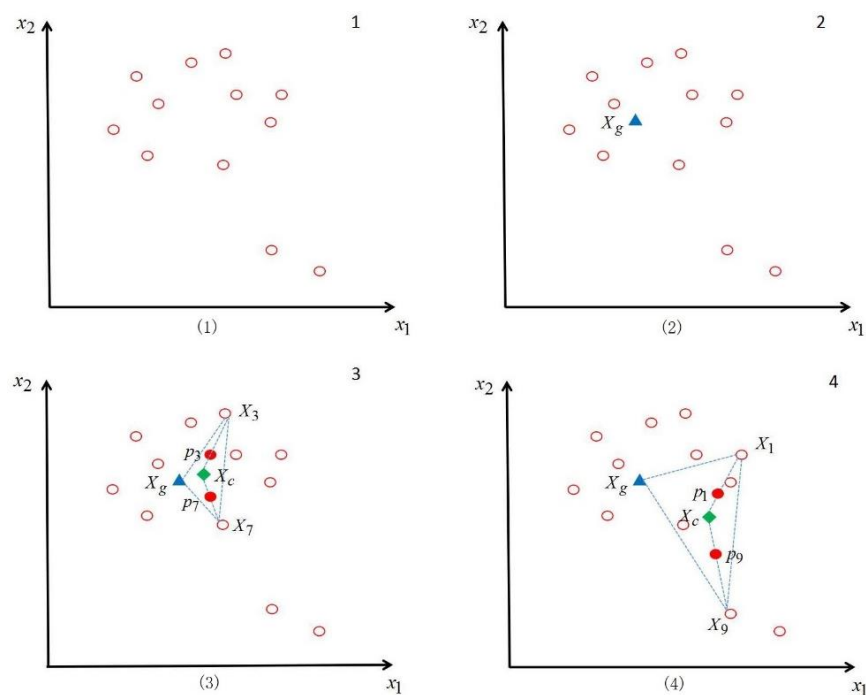 x2 1
x1
(1)
x2 2
Xg
x1
(2)
x2 3
X3
p3
Xg Xc
p7
X7
x1
(3)
x2 4
X1
Xg p1
Xc
p9
X9
x1
(4)